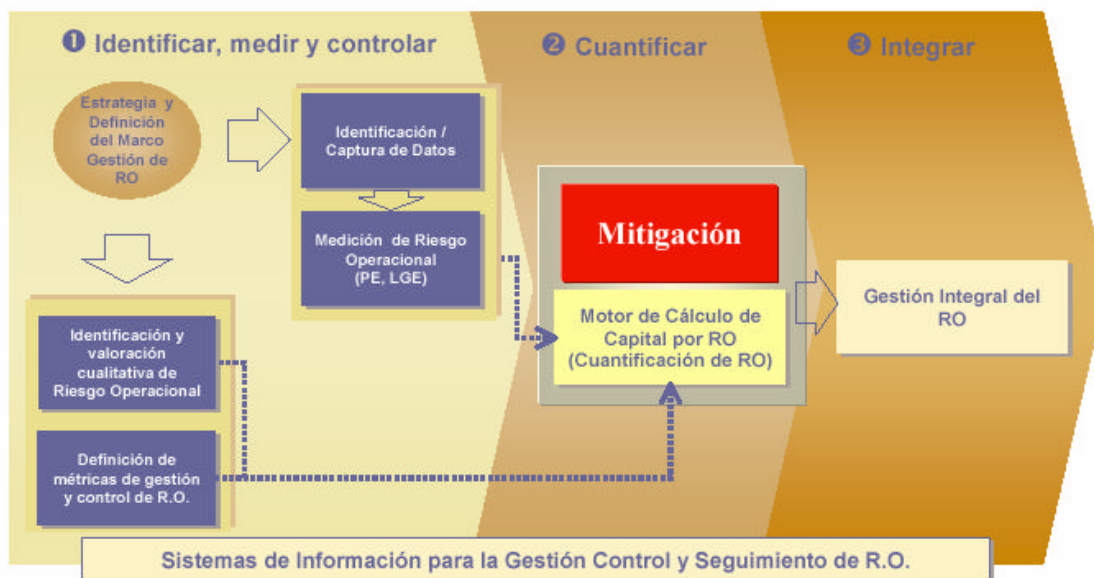 ❶ Identificar, medir y controlar
❷ Cuantificar
❸ Integrar
Estrategia y
Definición
del Marco
Gestión de
RO
Identificación /
Captura de Datos
Medición de Riesgo
Operacional
(PE, LGE)
Identificación y
valoración
cualitativa de
Riesgo Operacional
Definición de
métricas de gestión
y control de R.O.
Mitigación
Motor de Cálculo de
Capital por RO
(Cuantificación de RO)
Gestión Integral del
RO
Sistemas de Información para la Gestión Control y Seguimiento de R.O.